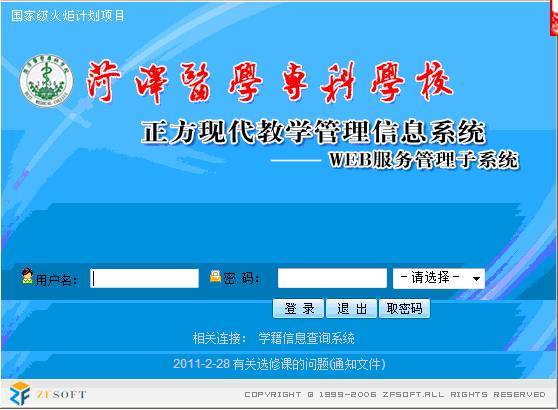 国家级火炬计划项目
菏澤醫學專科學校
正方现代教学管理信息系统
—— WEB服务管理子系统
用户名： 密 码： －请选择－
登 录 退 出 取密码
相关连接： 学籍信息查询系统
2011-2-28 有关选修课的问题(通知文件)
ZFSOFT COPYRIGHT @ 1999-2006 ZFSOFT.ALL RIGHTS RESERVED